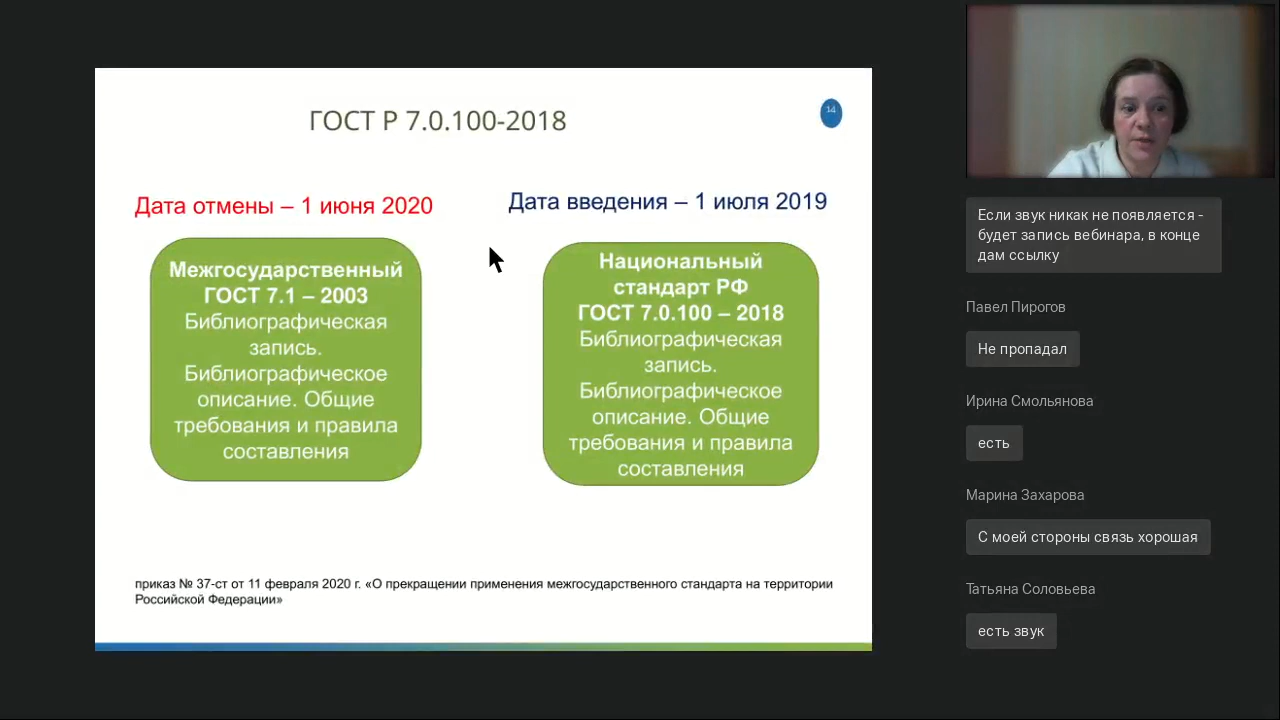 ГОСТ Р 7.0.100-2018
14
Дата отмены – 1 июня 2020
Межгосударственный
ГОСТ 7.1 – 2003
Библиографическая
запись.
Библиографическое
описание. Общие
требования и правила
составления
Дата введения – 1 июля 2019
Национальный
стандарт РФ
ГОСТ 7.0.100 – 2018
Библиографическая
запись.
Библиографическое
описание. Общие
требования и правила
составления
приказ № 37-ст от 11 февраля 2020 г. «О прекращении применения межгосударственного стандарта на территории
Российской Федерации»
Если звук никак не появляется -
будет запись вебинара, в конце
дам ссылку
Павел Пирогов
Не пропадал
Ирина Смольянова
есть
Марина Захарова
С моей стороны связь хорошая
Татьяна Соловьева
есть звук